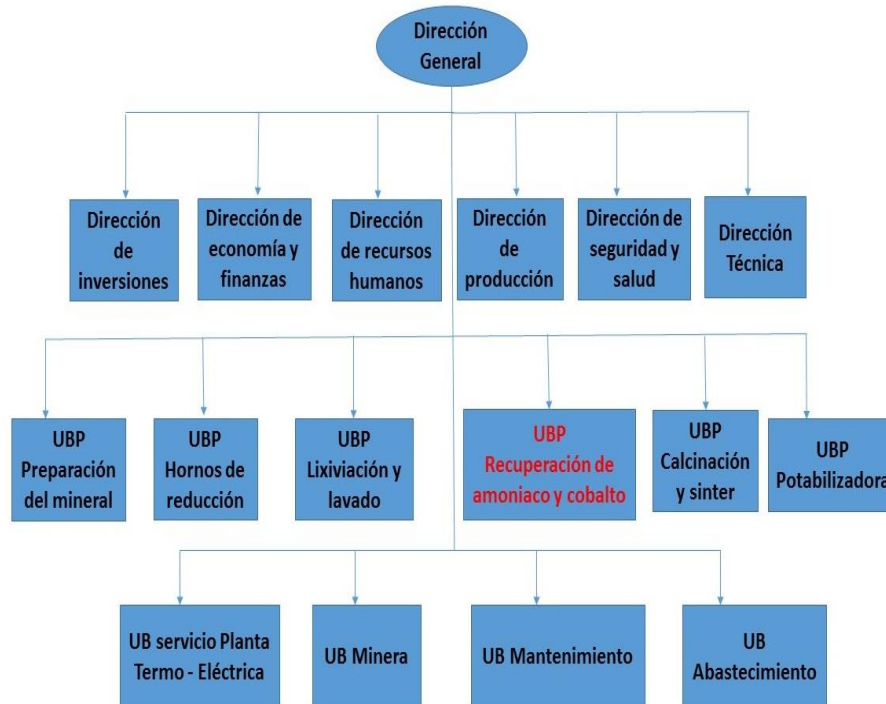 Dirección
General
Dirección
de
inversiones
Dirección de
economía y
finanzas
Dirección
de recursos
humanos
Dirección
de
producción
Dirección de
seguridad y
salud
Dirección
Técnica
UBP
Preparación
del mineral
UBP
Hornos de
reducción
UBP
Lixiviación y
lavado
UBP
Recuperación de
amoniaco y cobalto
UBP
Calcinación
y sinter
UBP
Potabilizadora
UB servicio Planta
Termo - Eléctrica
UB Minera
UB Mantenimiento
UB
Abastecimiento